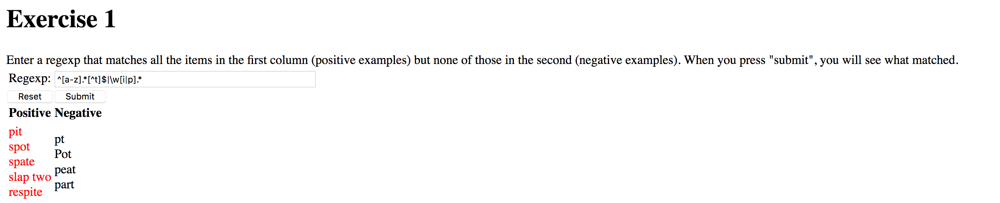 Exercise 1
Enter a regexp that matches all the items in the first column (positive examples) but none of those in the second (negative examples). When you press "submit", you will see what matched.
Regexp: ^[a-z].*[^t]$|\w[i|p].*
Reset Submit
Positive Negative
pit
spot
spate
slap two
respite
pt
Pot
peat
part